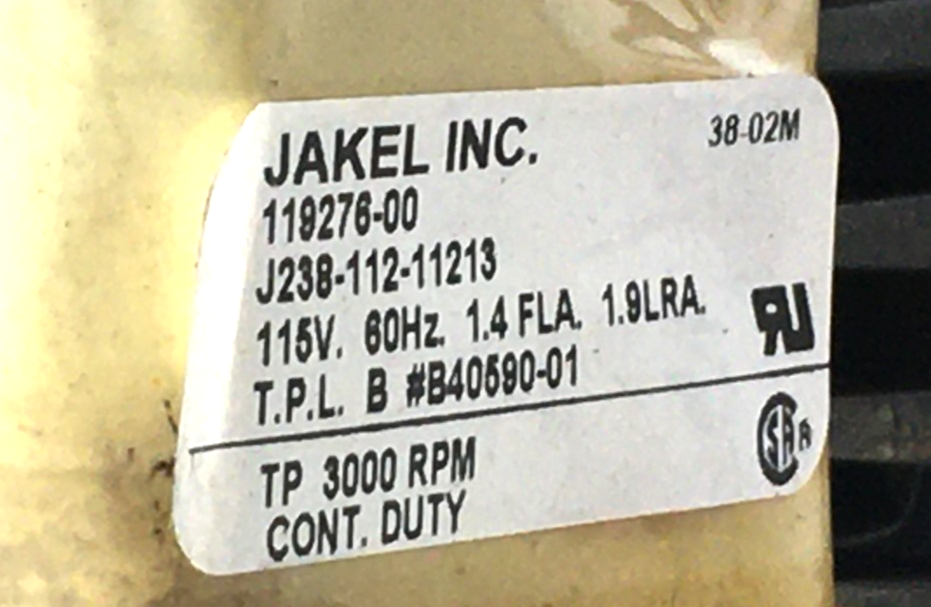 JAKEL INC. 38-02M
119276-00
J238-112-11213
115V. 60Hz. 1.4 FLA. 1.9LRA.
T.P.L. B #B40590-01
TP 3000 RPM
CONT. DUTY